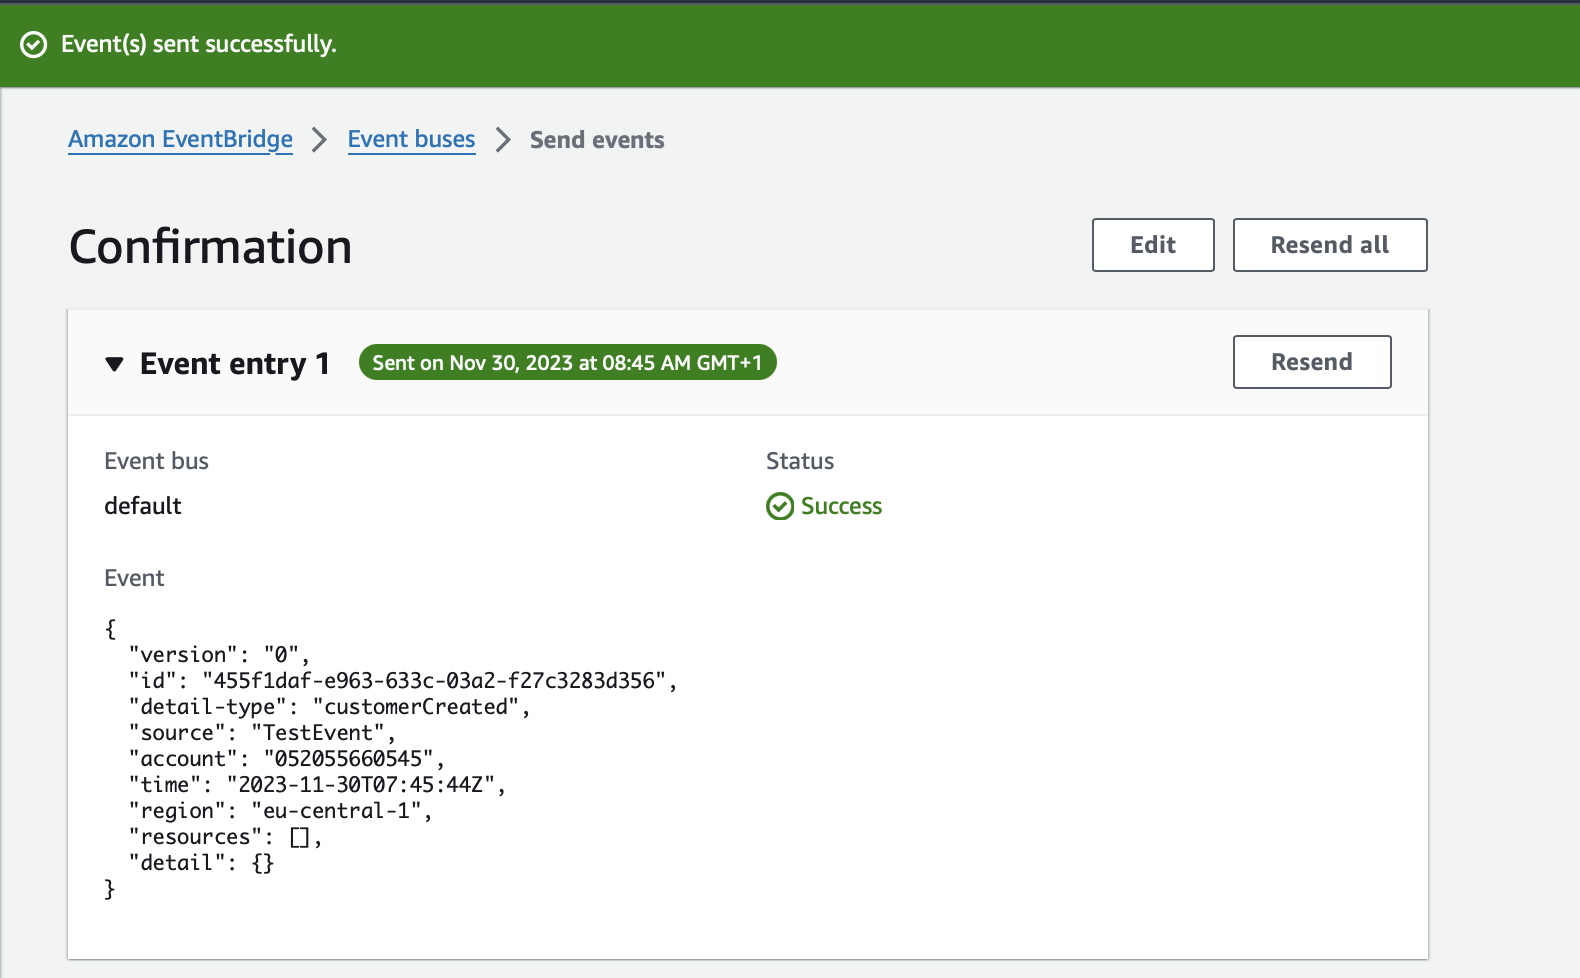 Event(s) sent successfully.
Amazon EventBridge > Event buses > Send events
Confirmation
Edit
Resend all
Event entry 1
Sent on Nov 30, 2023 at 08:45 AM GMT+1
Resend
Event bus
Status
default
Success
Event
{
  "version": "0",
  "id": "455f1daf-e963-633c-03a2-f27c3283d356",
  "detail-type": "customerCreated",
  "source": "TestEvent",
  "account": "052055660545",
  "time": "2023-11-30T07:45:44Z",
  "region": "eu-central-1",
  "resources": [],
  "detail": {}
}